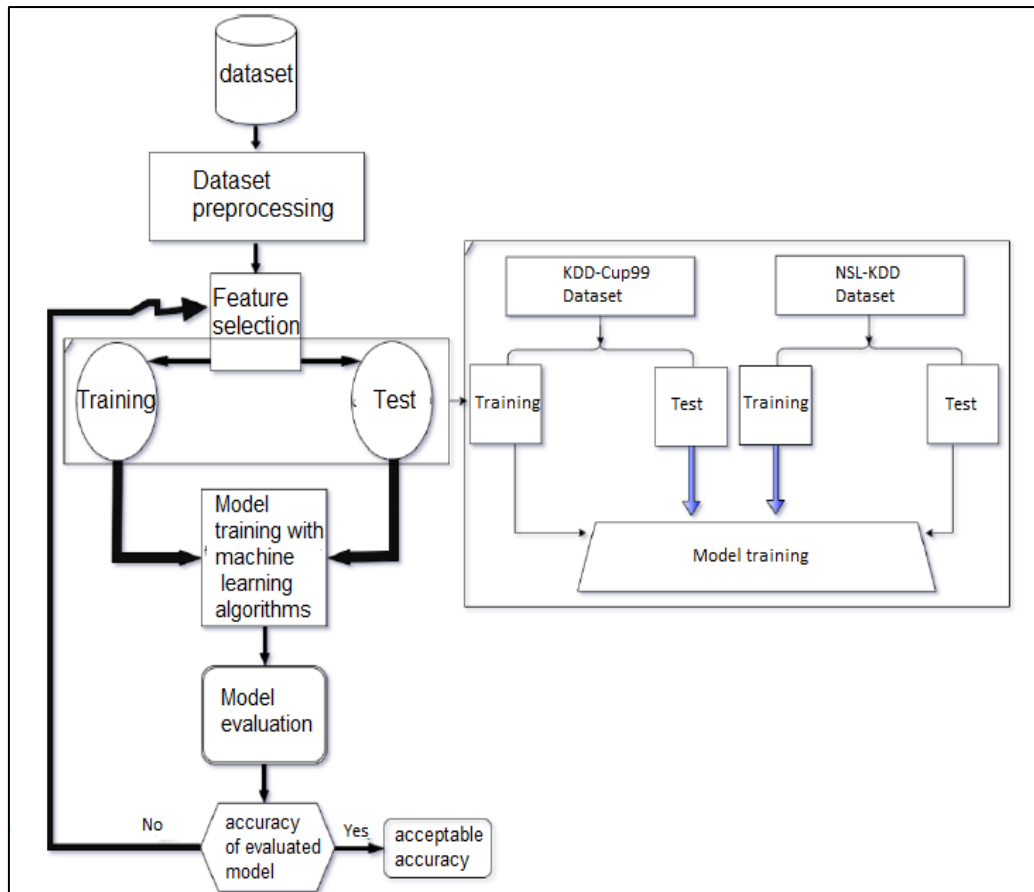 dataset
Dataset
preprocessing
Feature
selection
Training
Test
Model
training with
machine
learning
algorithms
Model
evaluation
No
accuracy
of evaluated
model
Yes
acceptable
accuracy
KDD-Cup99
Dataset
NSL-KDD
Dataset
Training
Test
Training
Test
Model training